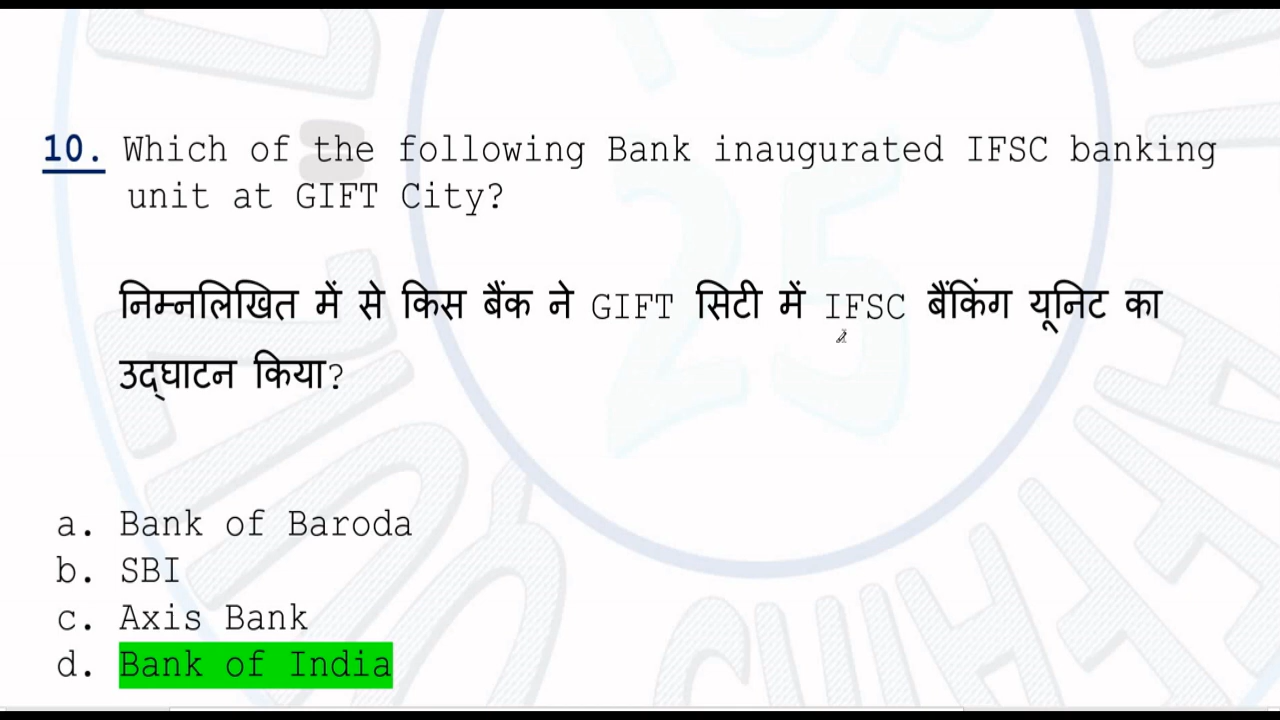 10. Which of the following Bank inaugurated IFSC banking
unit at GIFT City?
निम्नलिखित में से किस बैंक ने GIFT सिटी में IFSC बैंकिंग यूनिट का
उद्घाटन किया?
a. Bank of Baroda
b. SBI
c. Axis Bank
d. Bank of India